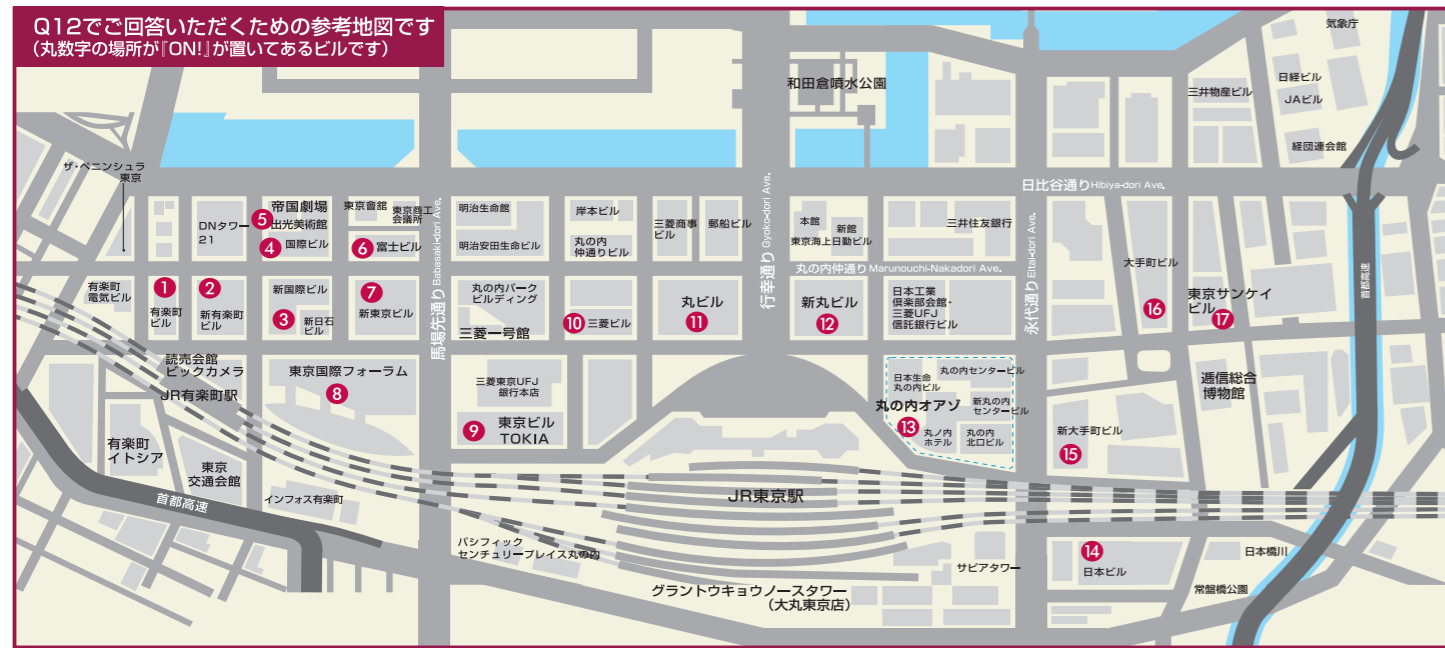 Q12でご回答いただくための参考地図です
（丸数字の場所が『ON!』が置いてあるビルです）
気象庁
和田倉噴水公園
日経ビル
JAビル
三井物産ビル
経団連会館
ザ・ペニンシュラ
東京
日比谷通り Hibiya-dori Ave.
馬場先通り Babasaki-dori Ave.
行幸通り Gyoko-dori Ave.
永代通り Eitai-dori Ave.
首都高速
DNタワー
21
帝国劇場
5
出光美術館
4
国際ビル
東京會舘
東京商工
会議所
6
富士ビル
明治生命館
明治安田生命ビル
岸本ビル
丸の内
仲通りビル
三菱商事
ビル
郵船ビル
本館
新館
東京海上日動ビル
三井住友銀行
丸の内仲通り Marunouchi-Nakadori Ave.
大手町ビル
16
東京サンケイ
ビル
17
有楽町
電気ビル
1
有楽町
ビル
2
新有楽町
ビル
新国際ビル
3
新日石
ビル
7
新東京ビル
丸の内パーク
ビルディング
三菱一号館
10
三菱ビル
丸ビル
11
新丸ビル
12
日本工業
倶楽部会館・
三菱UFJ
信託銀行ビル
読売会館
ビックカメラ
JR有楽町駅
東京国際フォーラム
8
三菱東京UFJ
銀行本店
9
東京ビル
TOKIA
丸の内センタービル
日本生命
丸の内ビル
新丸の内
センタービル
丸の内オアゾ
13
丸ノ内
ホテル
丸の内
北口ビル
新大手町ビル
15
逓信総合
博物館
有楽町
イトシア
東京
交通会館
インフォス有楽町
首都高速
JR東京駅
パシフィック
センチュリープレイス丸の内
グラントウキョウノースタワー
（大丸東京店）
サピアタワー
14
日本ビル
日本橋川
常盤橋公園